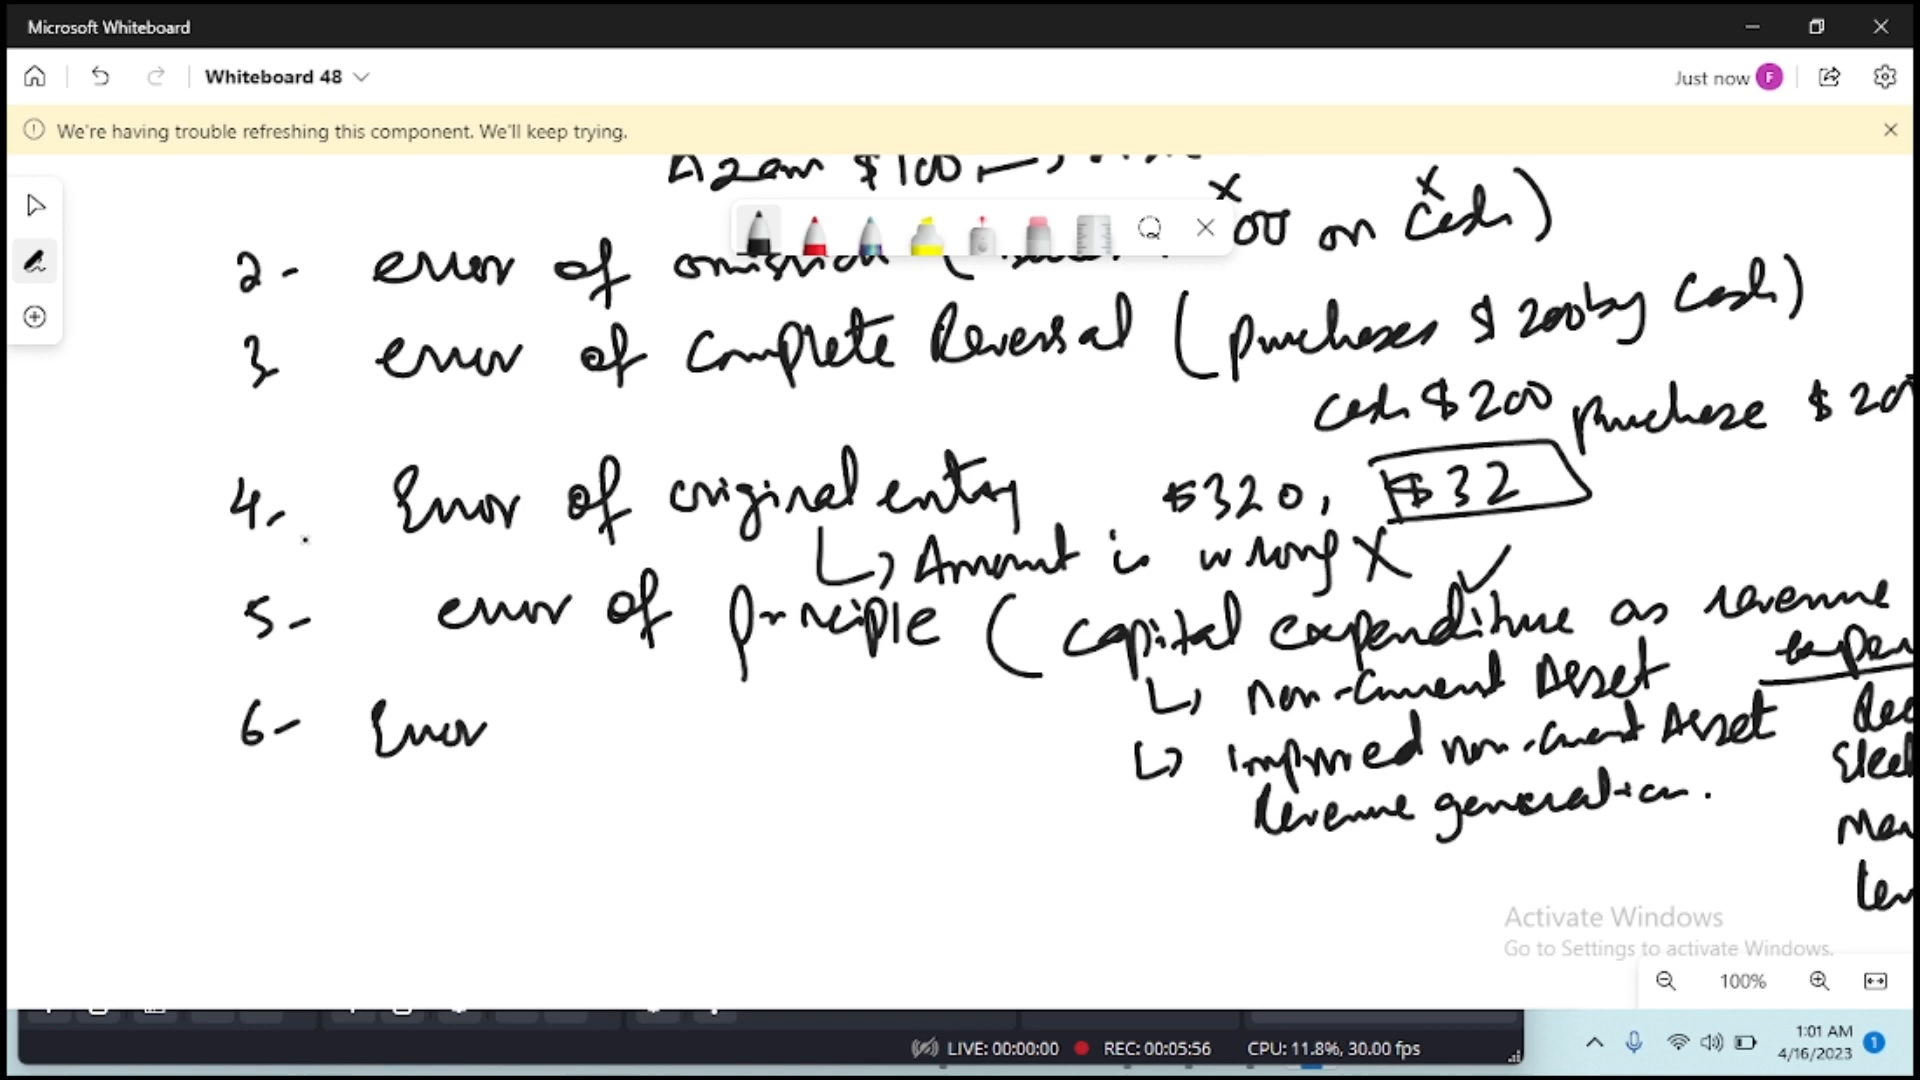 Microsoft Whiteboard
Whiteboard 48
Just now F
We're having trouble refreshing this component. We'll keep trying.
Azam $100
2- error of omission ( on Cash)
3 error of Complete Reversal (purchases $ 200 by Cash)
Cash $200 purchase $ 20
4. Error of original entry $320, $32
Amount is wrong X
5- error of principle (capital expenditure as revenue
non-current Asset
6- Error
Improved non-current Asset
Revenue generation.
Activate Windows
Go to Settings to activate Windows.
100%
LIVE: 00:00:00 REC: 00:05:56 CPU: 11.8%, 30.00 fps
1:01 AM
4/16/2023
1